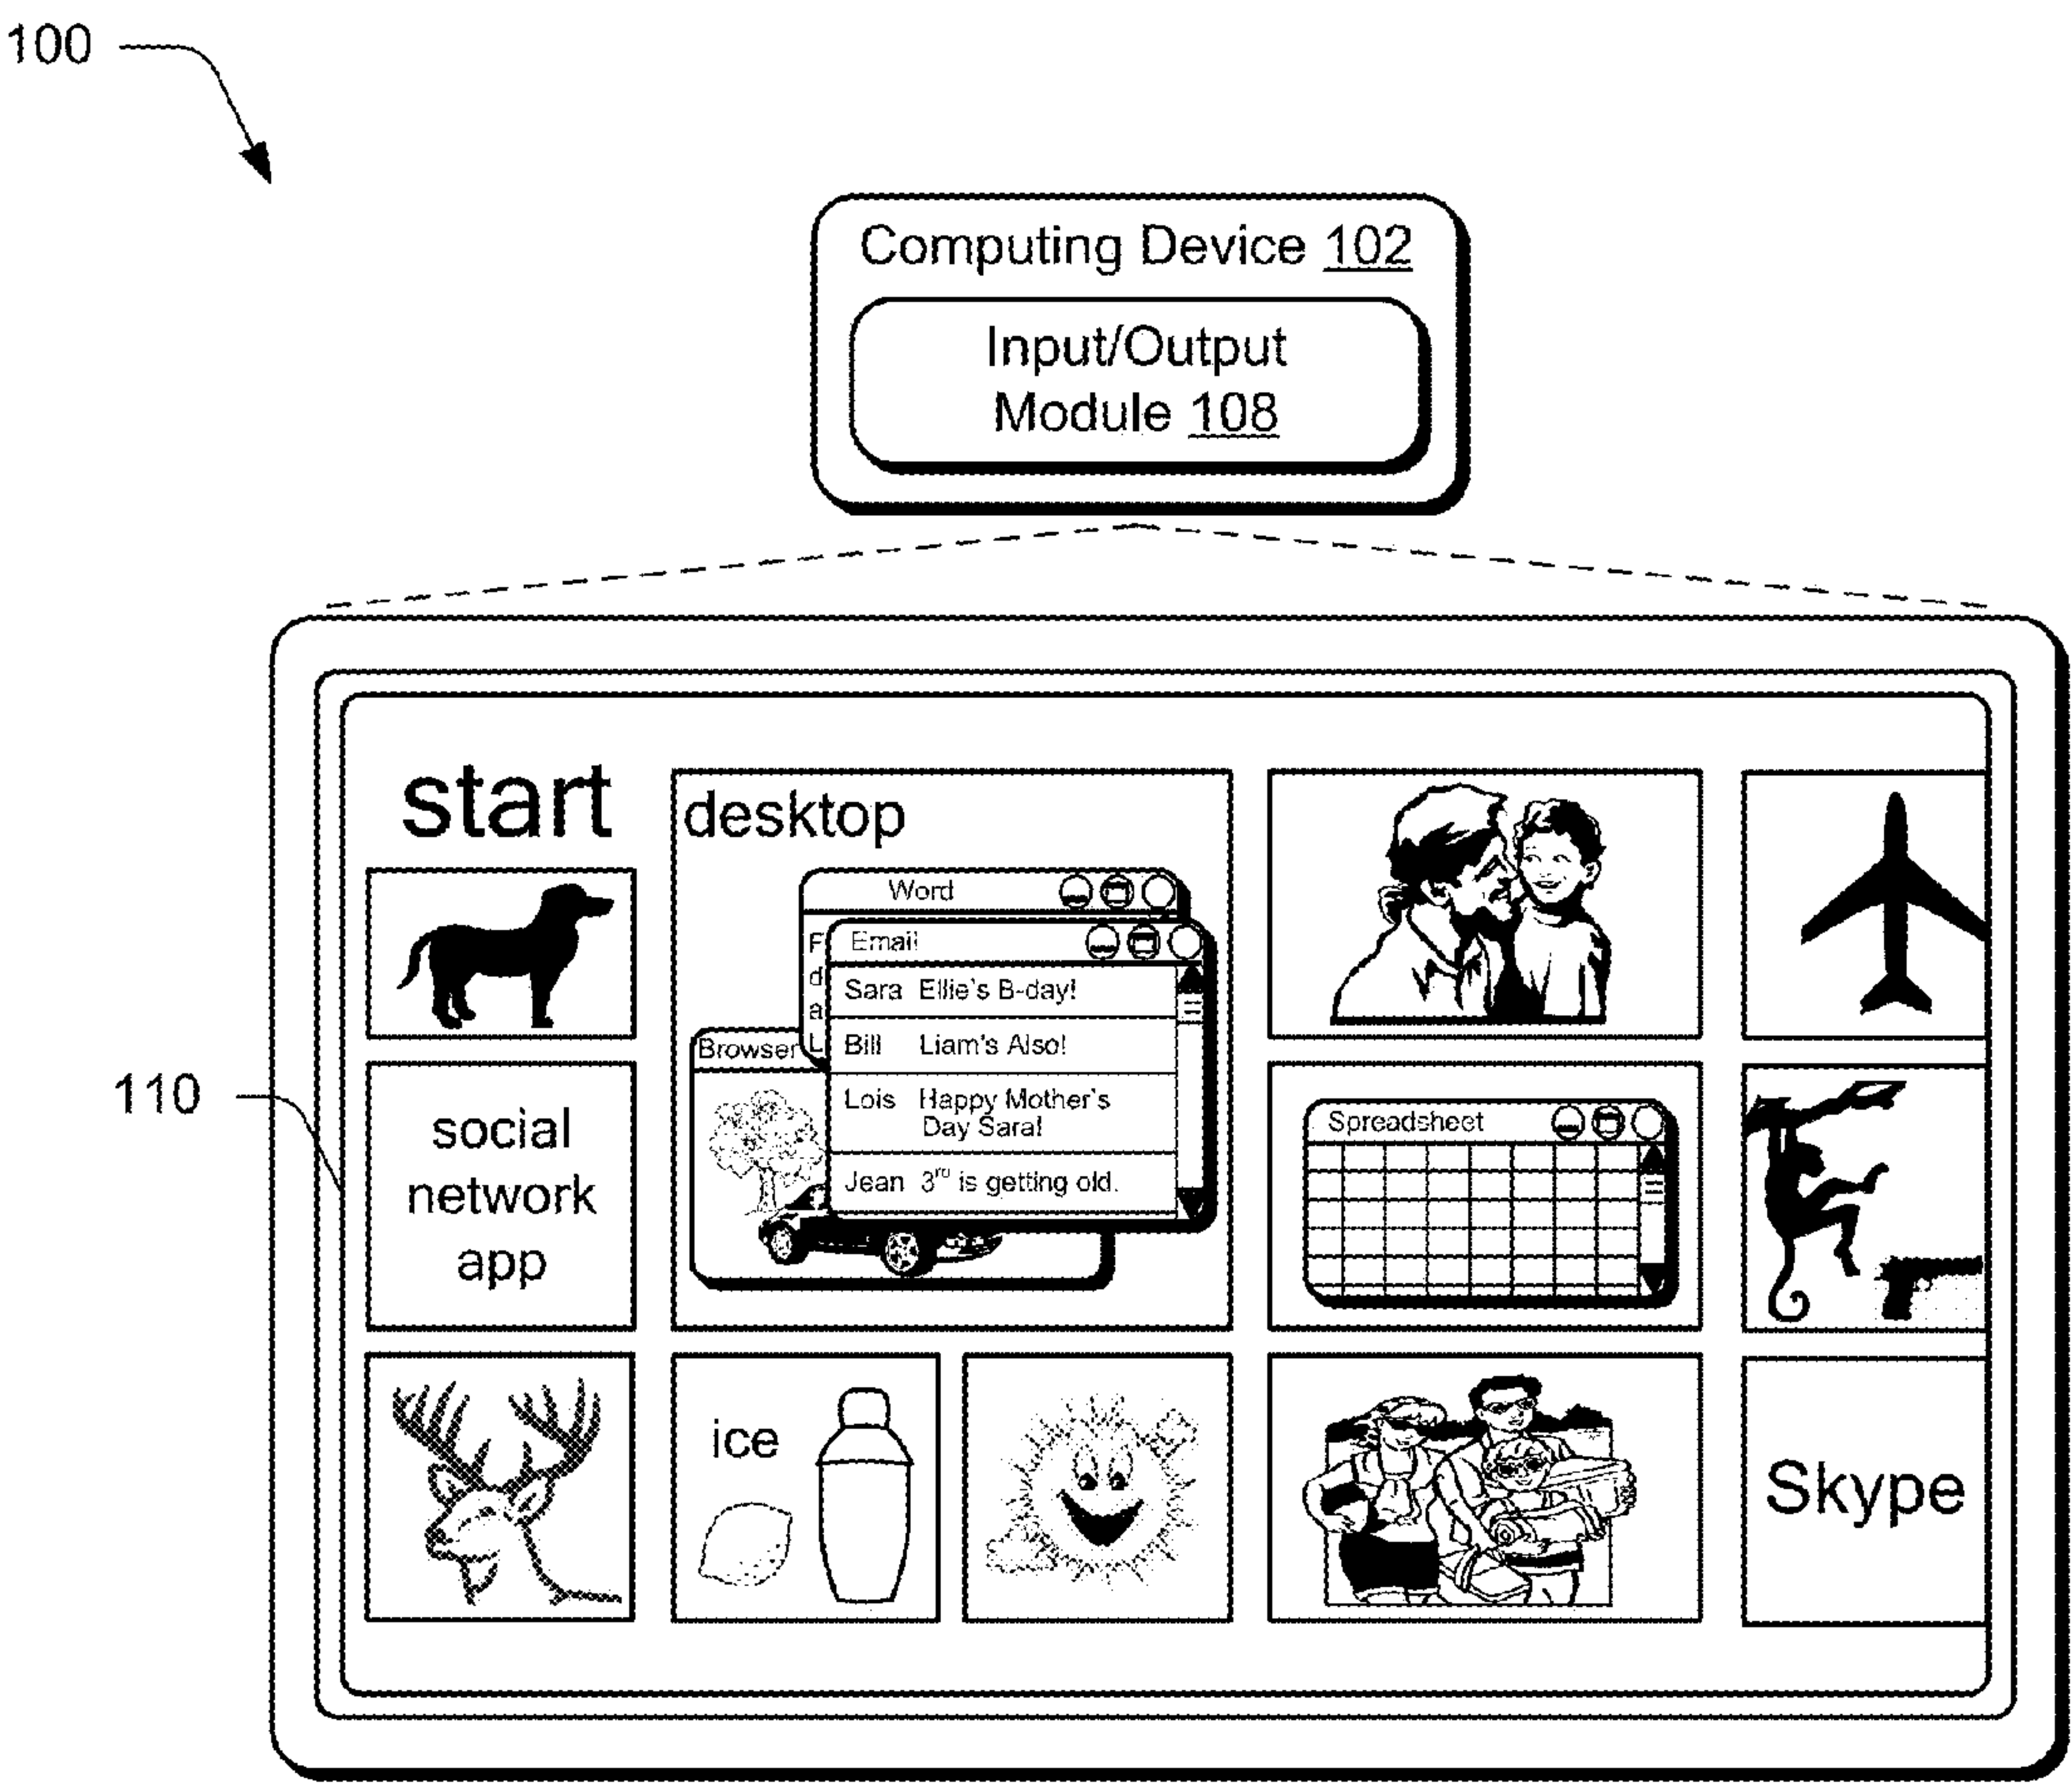 100
Computing Device 102
Input/Output
Module 108
start
desktop
Word
F
d
a
L
Email
Sara Ellie's B-day!
Bill Liam's Also!
Lois Happy Mother's
Day Sara!
Jean 3rd is getting old.
Browser
110
social
network
app
Spreadsheet
ice
Skype